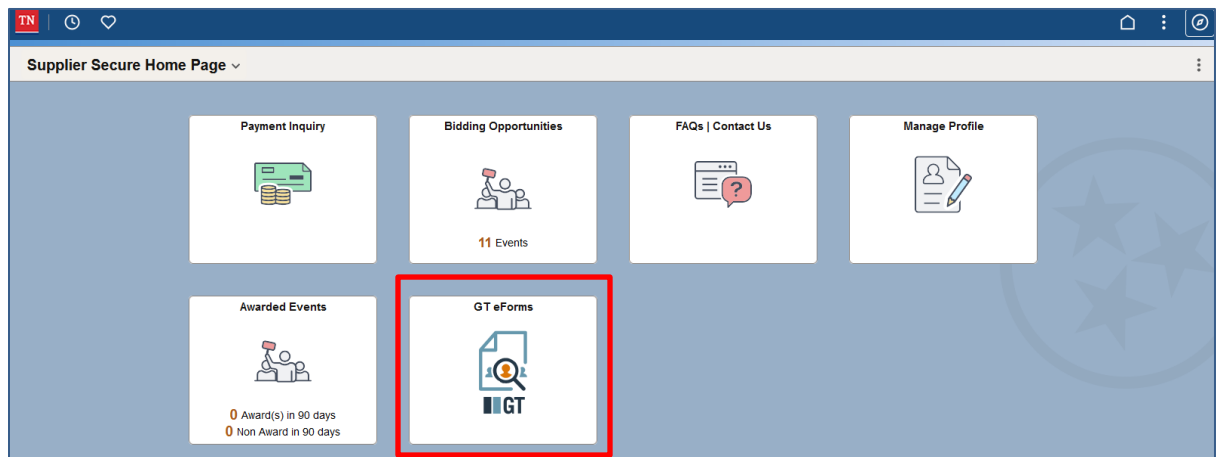 TN
Supplier Secure Home Page
Payment Inquiry
Bidding Opportunities
FAQs | Contact Us
Manage Profile
?
11 Events
Awarded Events
GT eForms
GT
0 Award(s) in 90 days
0 Non Award in 90 days